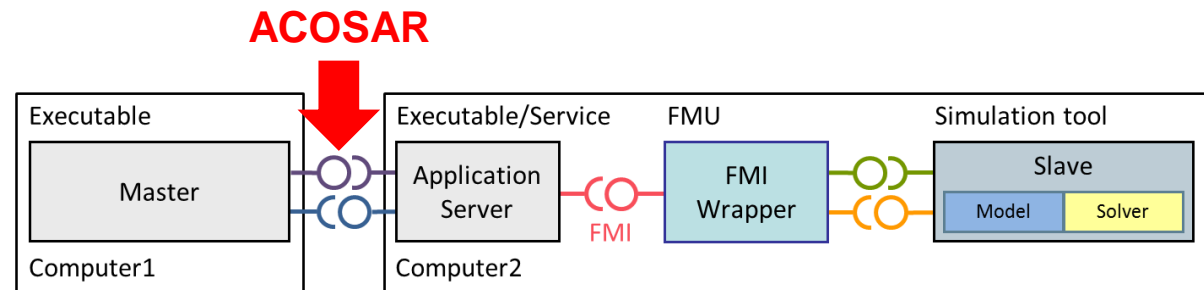 ACOSAR
Executable
Executable/Service
FMU
Simulation tool
Master
Application
Server
FMI
FMI
Wrapper
Slave
Model
Solver
Computer1
Computer2